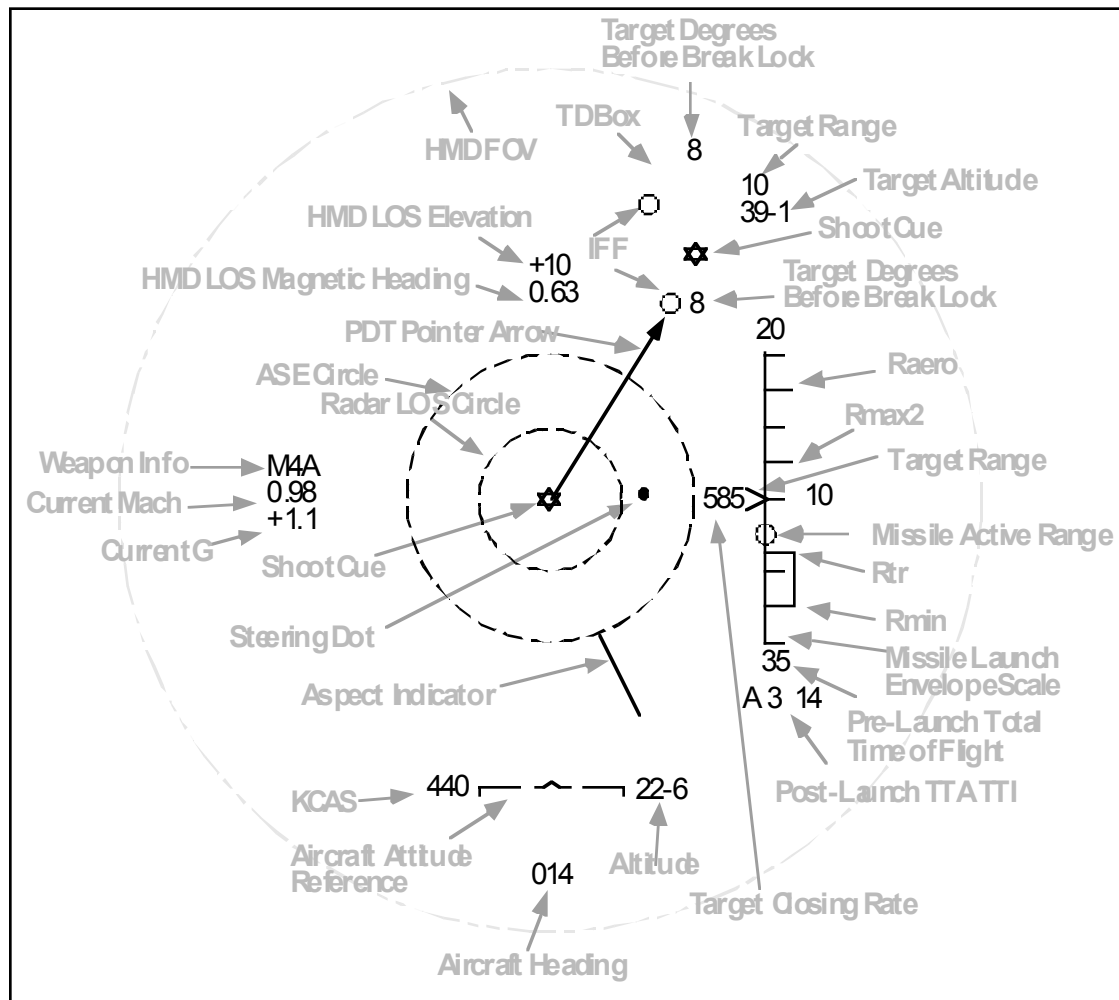 Target Degrees
Before Break Lock
TD Box
8
Target Range
HMD FOV
10
Target Altitude
39-1
HMD LOS Elevation
IFF
Shoot Cue
+10
HMD LOS Magnetic Heading
0.63
8
Target Degrees
Before Break Lock
PDT Pointer Arrow
20
ASE Circle
Raero
Radar LOS Circle
Rmax2
Weapon Info
M4A
Target Range
Current Mach
0.98
585
10
+1.1
Current G
Missile Active Range
Shoot Cue
Rtr
Rmin
Steering Dot
Missile Launch
Envelope Scale
35
Aspect Indicator
A 3 14
Pre-Launch Total
Time of Flight
Post-Launch TTA TTI
KCAS
440
22-6
Aircraft Attitude
Reference
Altitude
014
Target Closing Rate
Aircraft Heading